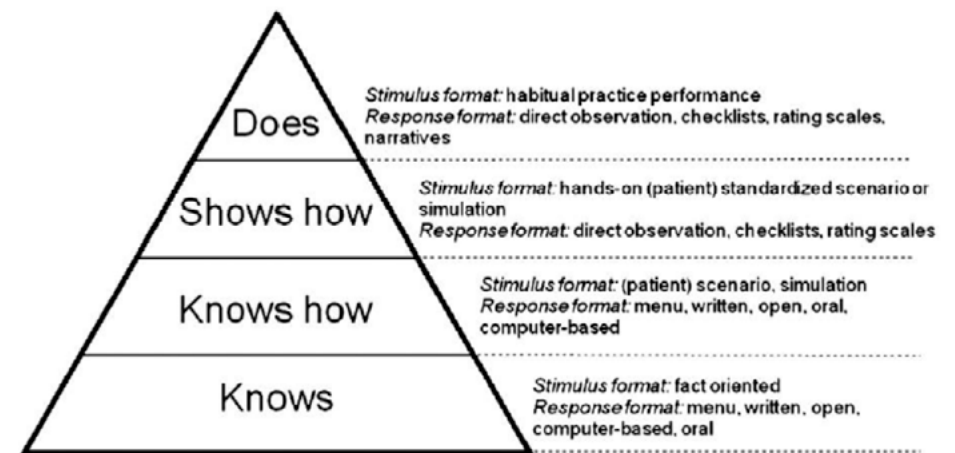 Does
Stimulus format: habitual practice performance
Response format: direct observation, checklists, rating scales,
narratives
Shows how
Stimulus format: hands-on (patient) standardized scenario or
simulation
Response format: direct observation, checklists, rating scales
Knows how
Stimulus format: (patient) scenario, simulation
Response format: menu, written, open, oral,
computer-based
Knows
Stimulus format: fact oriented
Response format: menu, written, open,
computer-based, oral